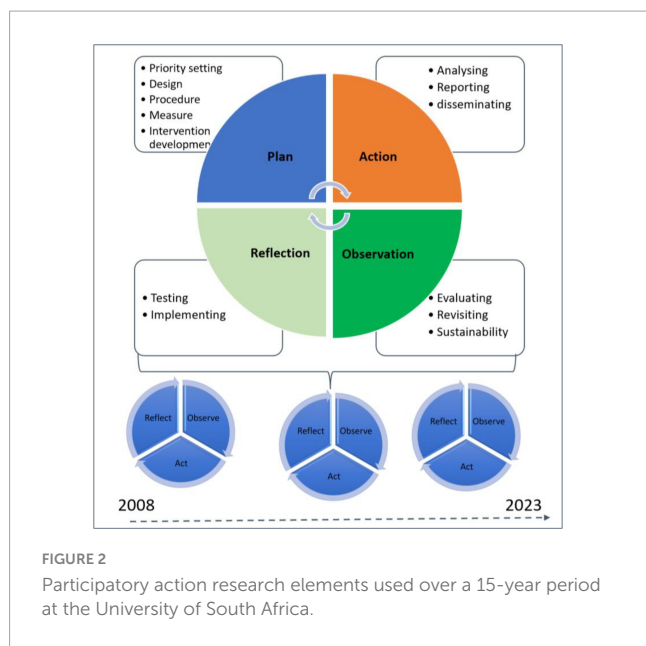 • Priority setting
• Design
• Procedure
• Measure
• Intervention
developmen
• Analysing
• Reporting
• disseminating
Plan
Action
Reflection
Observation
• Testing
• Implementing
• Evaluating
• Revisiting
• Sustainability
Reflect
Observe
Act
Reflect
Observe
Act
Reflect
Observe
Act
2008
2023
FIGURE 2
Participatory action research elements used over a 15-year period
at the University of South Africa.